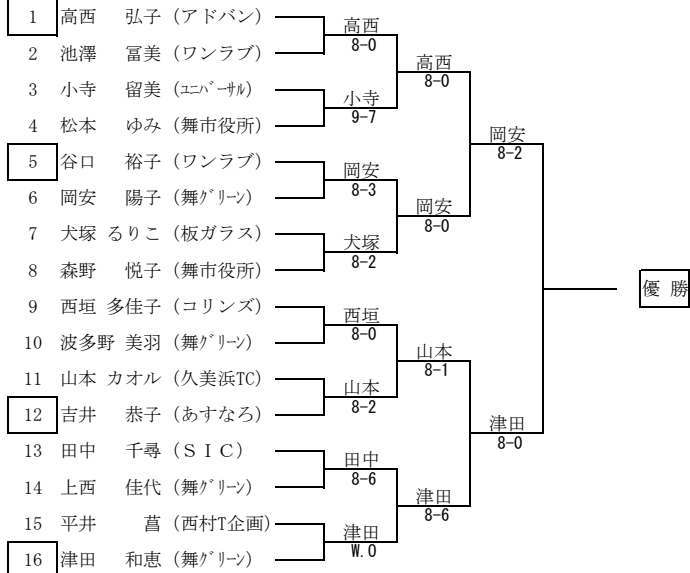 1 高西 弘子 (アドバン)
2 池澤 冨美 (ワンラブ)
3 小寺 留美 (ユニバーサル)
4 松本 ゆみ (舞市役所)
5 谷口 裕子 (ワンラブ)
6 岡安 陽子 (舞グリーン)
7 犬塚 るりこ (板ガラス)
8 森野 悦子 (舞市役所)
9 西垣 多佳子 (コリンズ)
10 波多野 美羽 (舞グリーン)
11 山本 カオル (久美浜TC)
12 吉井 恭子 (あすなろ)
13 田中 千尋 (ＳＩＣ)
14 上西 佳代 (舞グリーン)
15 平井 菖 (西村T企画)
16 津田 和恵 (舞グリーン)
高西
8-0
小寺
9-7
岡安
8-3
犬塚
8-2
西垣
8-0
山本
8-2
田中
8-6
津田
W.O
高西
8-0
岡安
8-0
山本
8-1
津田
8-6
岡安
8-2
津田
8-0
優 勝